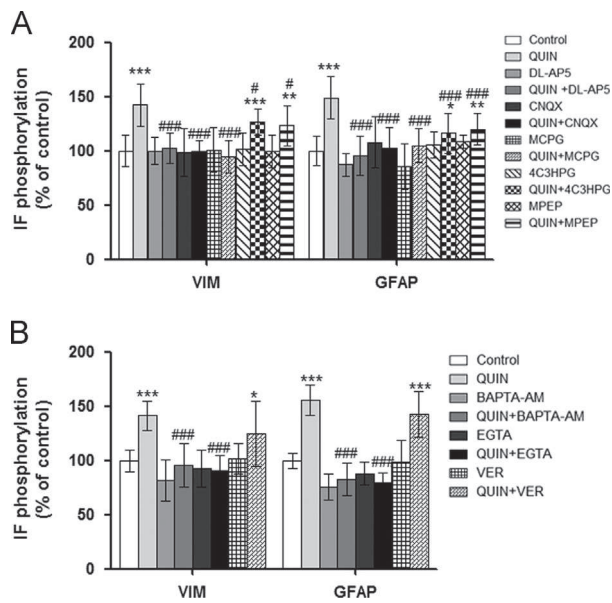 A
IF phosphorylation
(% of control)
200
150
100
50
0
***
###
###
###
#
***
#
**
***
###
###
###
###
*
###
**
VIM
GFAP
Control
QUIN
DL-AP5
QUIN +DL-AP5
CNQX
QUIN+CNQX
MCPG
QUIN+MCPG
4C3HPG
QUIN+4C3HPG
MPEP
QUIN+MPEP
B
IF phosphorylation
(% of control)
200
150
100
50
0
***
###
###
*
***
###
###
***
VIM
GFAP
Control
QUIN
BAPTA-AM
QUIN+BAPTA-AM
EGTA
QUIN+EGTA
VER
QUIN+VER